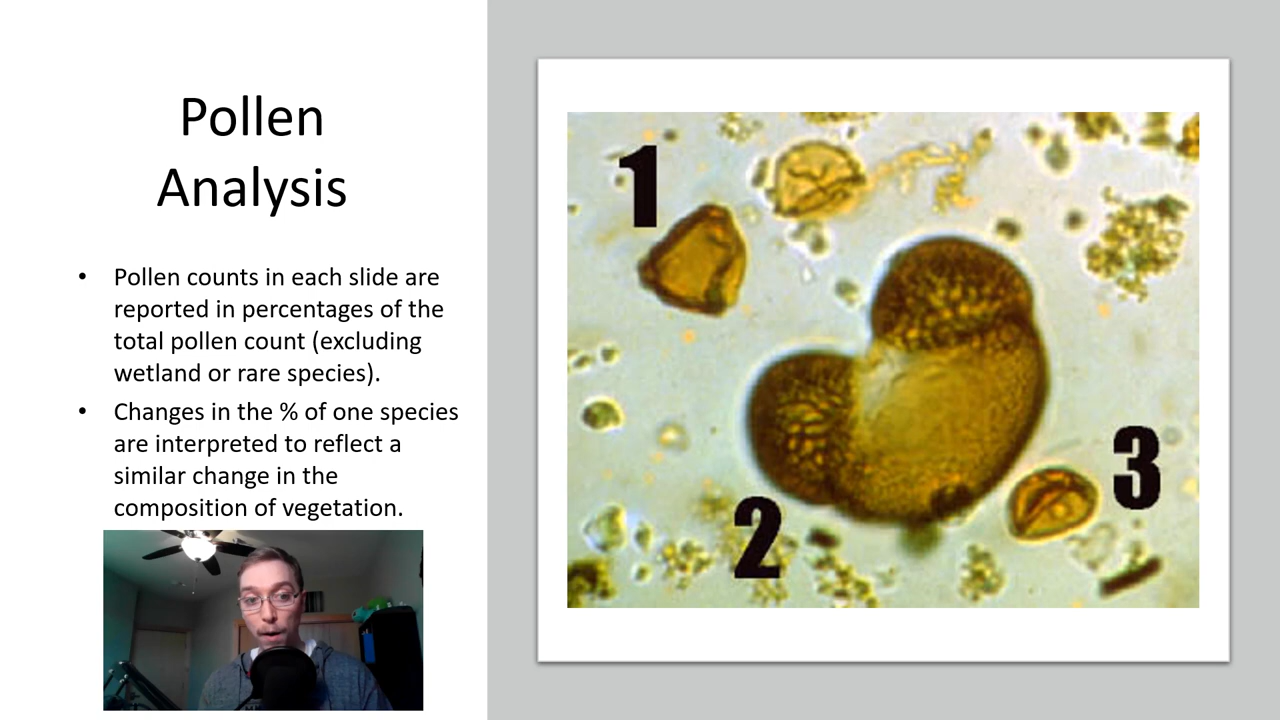 Pollen
Analysis
• Pollen counts in each slide are
reported in percentages of the
total pollen count (excluding
wetland or rare species).
• Changes in the % of one species
are interpreted to reflect a
similar change in the
composition of vegetation.
1
2
3